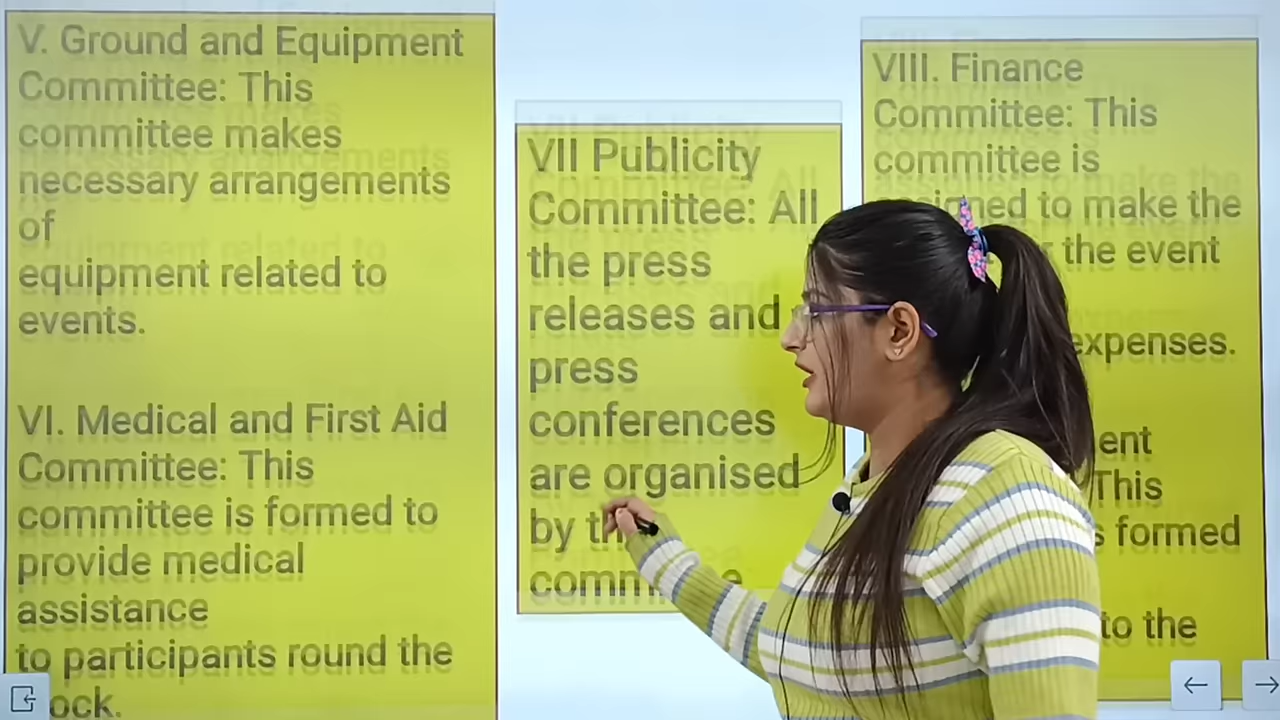 V. Ground and Equipment
Committee: This
committee makes
necessary arrangements
of
equipment related to
events.
VI. Medical and First Aid
Committee: This
committee is formed to
provide medical
assistance
to participants round the
ock.
VII Publicity
Committee: All
the press
releases and
press
conferences
are organised
by
VIII. Finance
Committee: This
committee is
to make the
the event
expenses.
ent
This
formed
to the